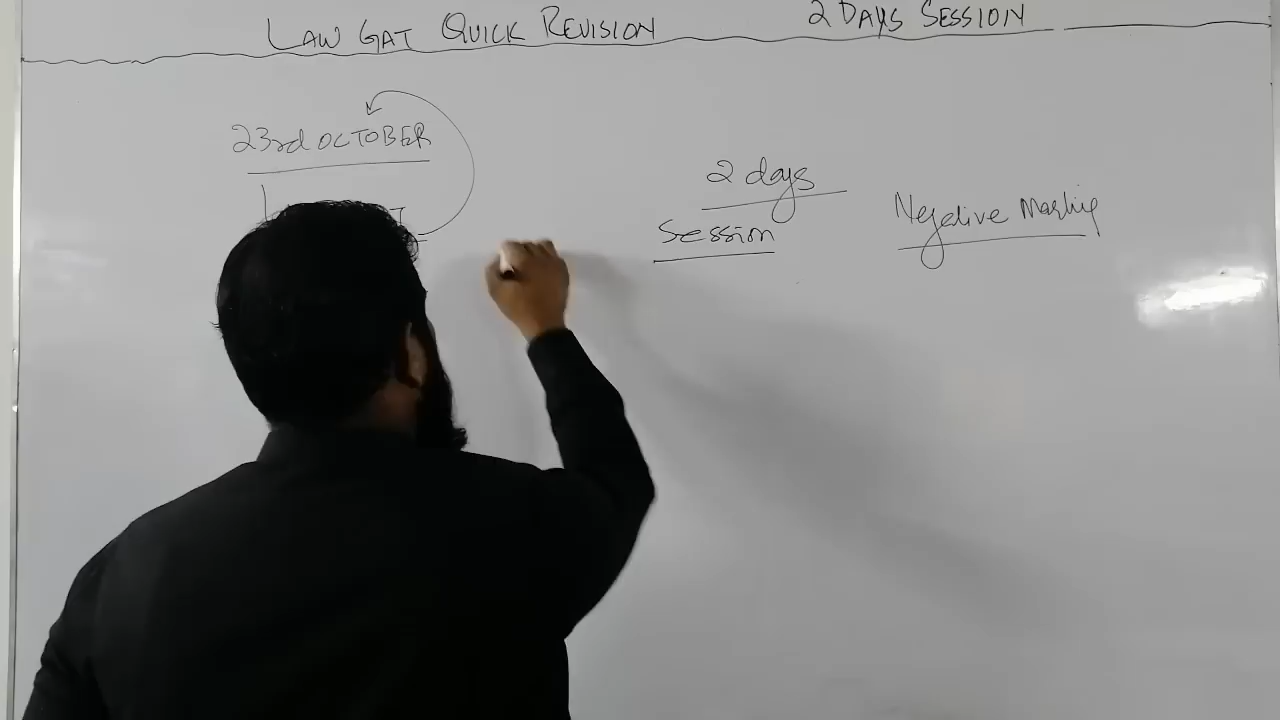 LAW GAT QUICK REVISION 2 DAYS SESSION
23rd OCTOBER
2 days
Session
Negative Marking